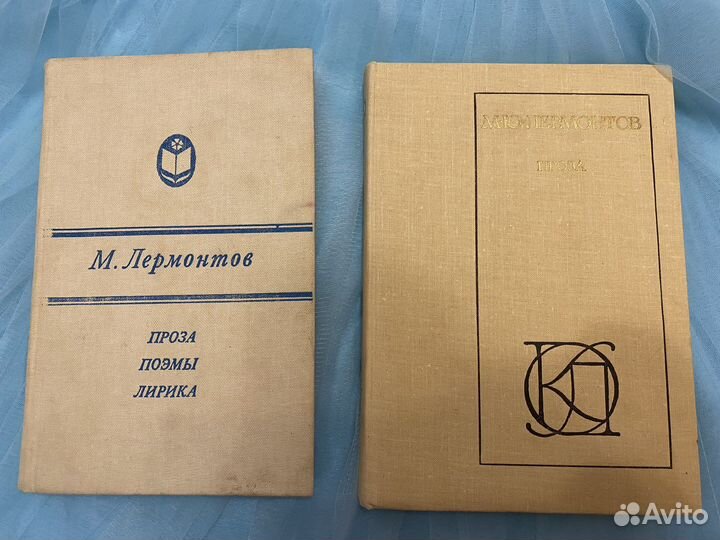 М. Лермонтов
ПРОЗА
ПОЭМЫ
ЛИРИКА
М·Ю·ЛЕРМОНТОВ
ПРОЗА
Avito